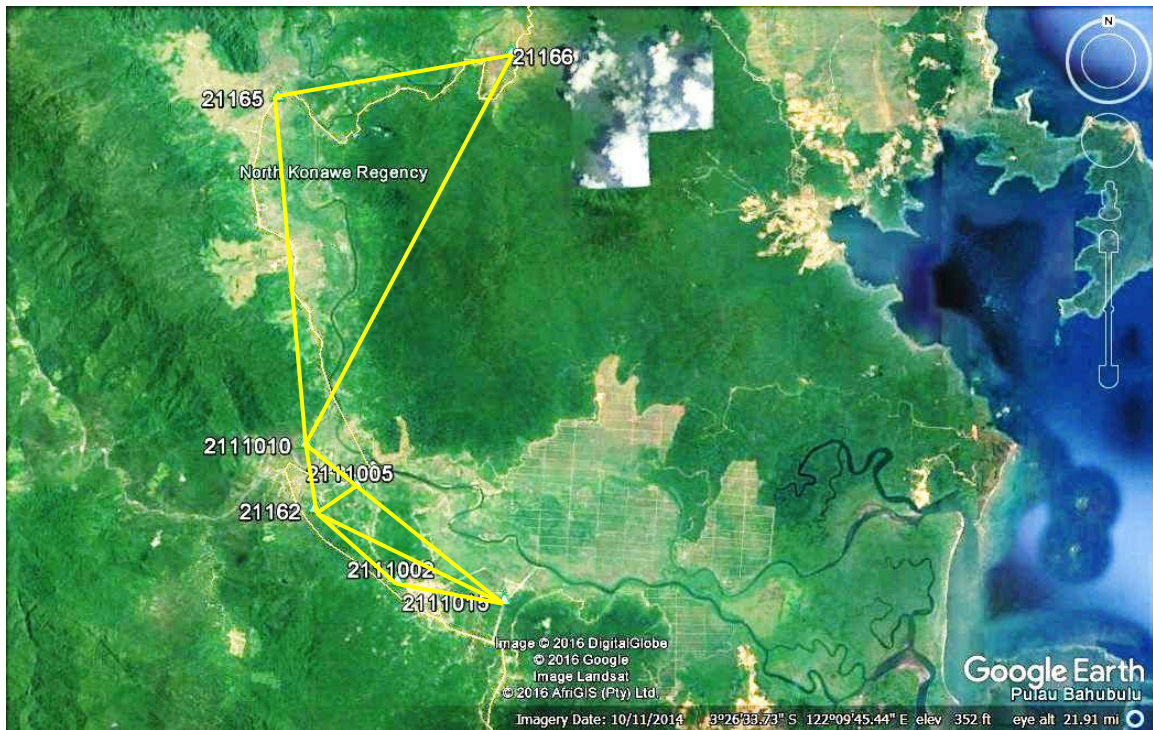 N
21166
21165
North Konawe Regency
2111010
2111005
21162
2111002
2111015
Image © 2016 DigitalGlobe
© 2016 Google
Image Landsat
© 2016 AfriGIS (Pty) Ltd.
Google Earth
Pulau Bahubulu
Imagery Date: 10/11/2014 3°26'33.73" S 122°09'45.44" E elev 352 ft eye alt 21.91 mi